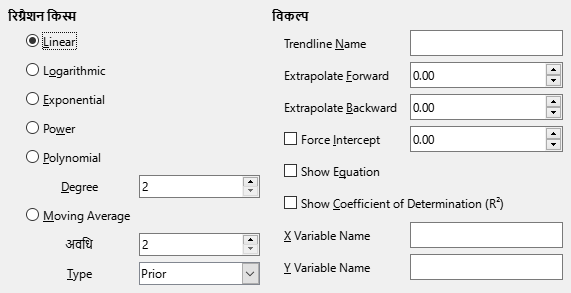 रिग्रैशन किस्म
Linear
Logarithmic
Exponential
Power
Polynomial
Degree 2
Moving Average
अवधि 2
Type Prior
विकल्प
Trendline Name
Extrapolate Forward 0.00
Extrapolate Backward 0.00
Force Intercept 0.00
Show Equation
Show Coefficient of Determination (R²)
X Variable Name
Y Variable Name